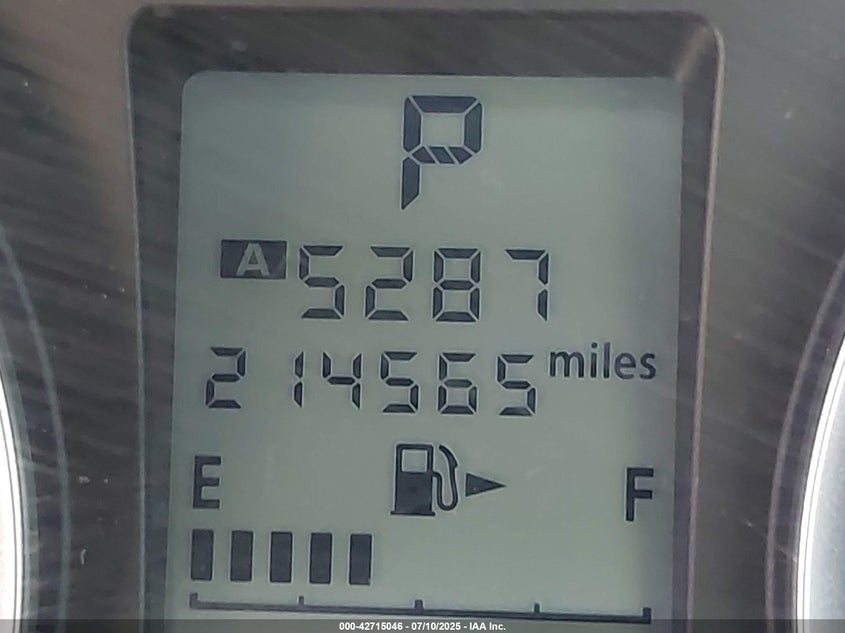 P
A 5287
214565 miles
E F
000-42715046 - 07/10/2025 - IAA Inc.